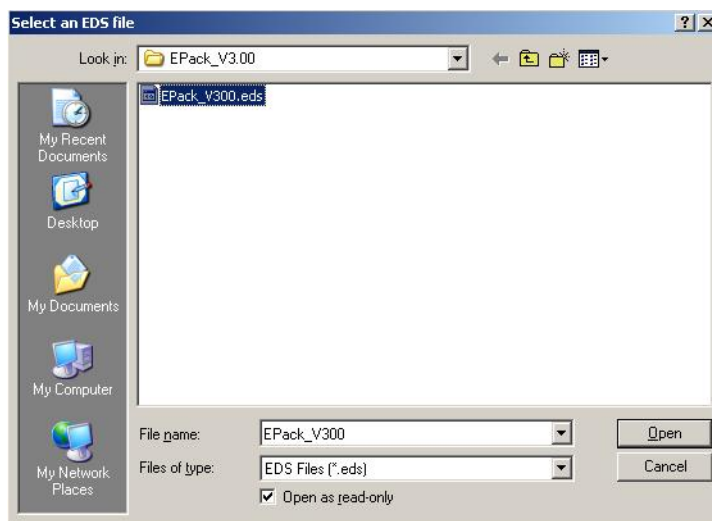 Select an EDS file
Look in: EPack_V3.00
EPack_V300.eds
My Recent
Documents
Desktop
My Documents
My Computer
My Network
Places
File name: EPack_V300 Open
Files of type: EDS Files (*.eds) Cancel
Open as read-only